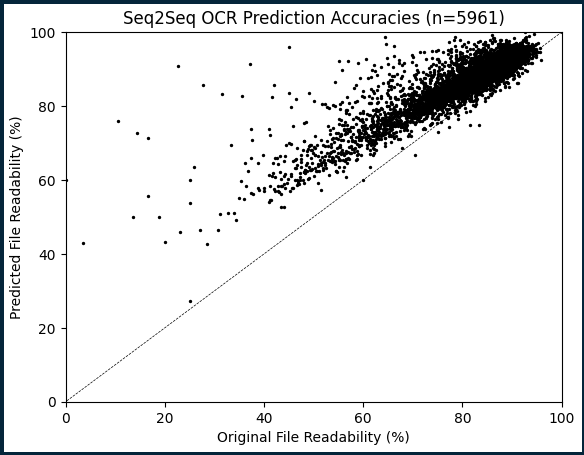 Seq2Seq OCR Prediction Accuracies (n=5961)
Predicted File Readability (%)
100
80
60
40
20
0
0 20 40 60 80 100
Original File Readability (%)